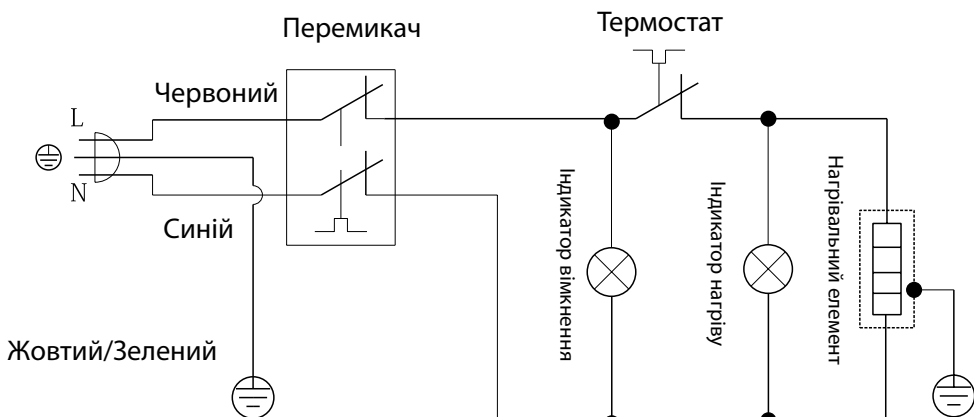 Перемикач
Термостат
Червоний
L
N
Синій
Жовтий/Зелений
Індикатор вімкнення
Індикатор нагріву
Нагрівальний елемент